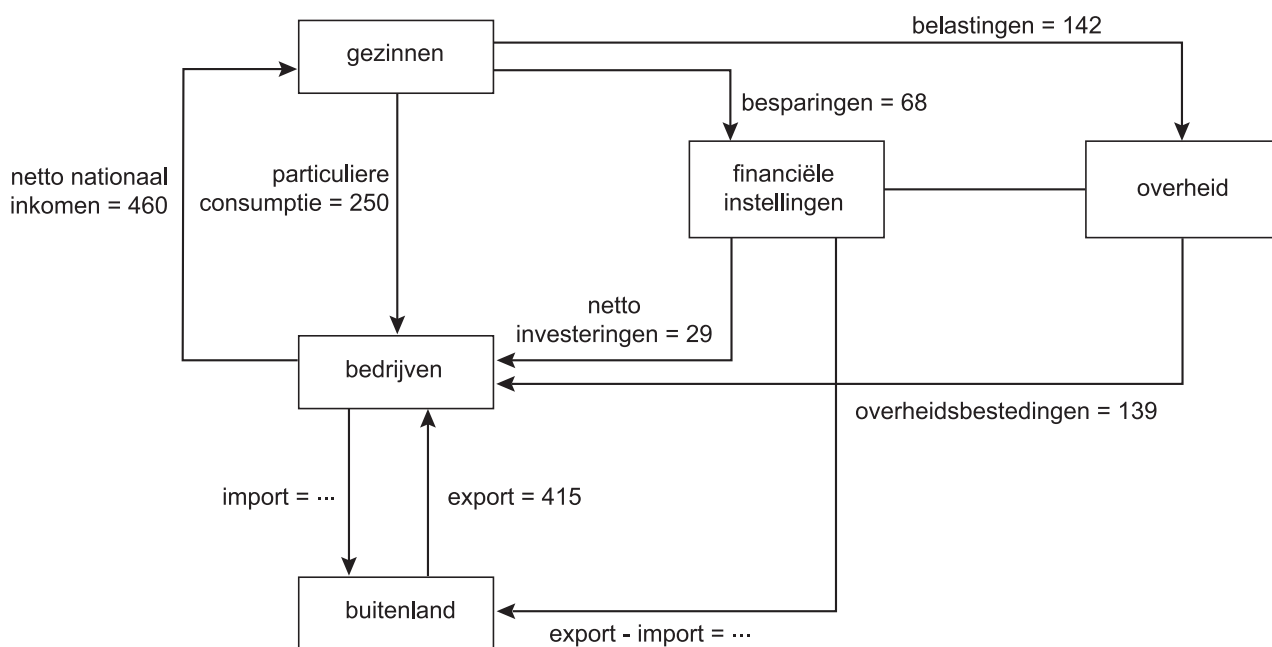 belastingen = 142
gezinnen
besparingen = 68
netto nationaal
inkomen = 460
particuliere
consumptie = 250
financiële
instellingen
overheid
netto
investeringen = 29
bedrijven
overheidsbestedingen = 139
import = ...
export = 415
buitenland
export - import = ...